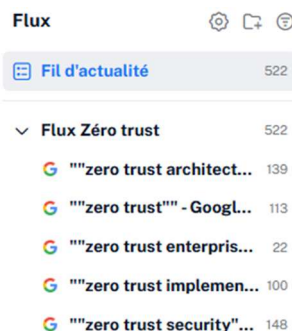 Flux
Fil d'actualité 522
Flux Zéro trust 522
""zero trust architect... 139
""zero trust"" - Googl... 113
""zero trust enterpris... 22
""zero trust implemen... 100
""zero trust security"... 148